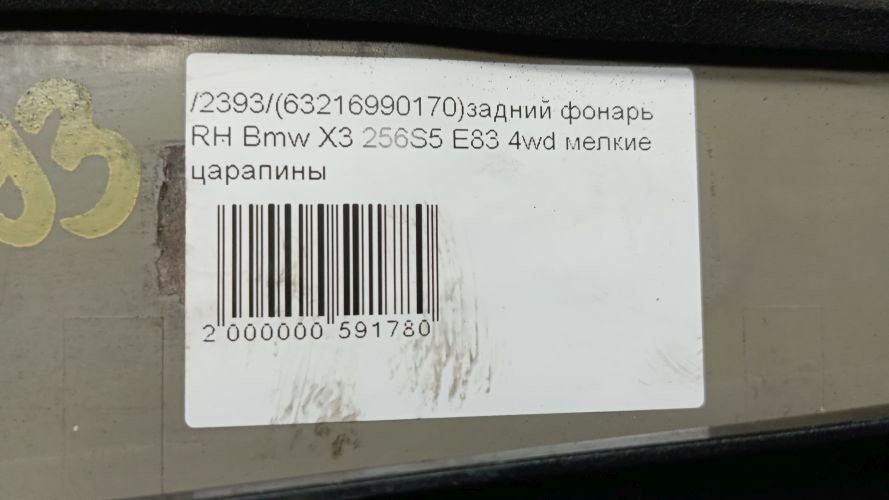 /2393/(63216990170)задний фонарь
RH Bmw X3 256S5 E83 4wd мелкие
царапины
2 000000 591780